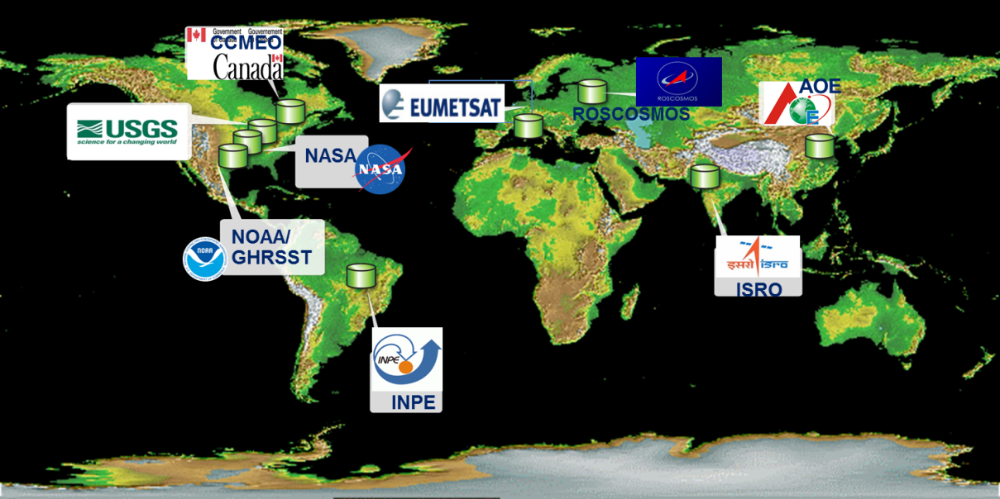 Government Gouvernement
CCMEO
Canada
USGS
science for a changing world
NASA
NASA
NOAA/
GHRSST
NOAA
EUMETSAT
ROSCOSMOS
ROSCOSMOS
AOE
E
इसरो isro
ISRO
INPE
INPE